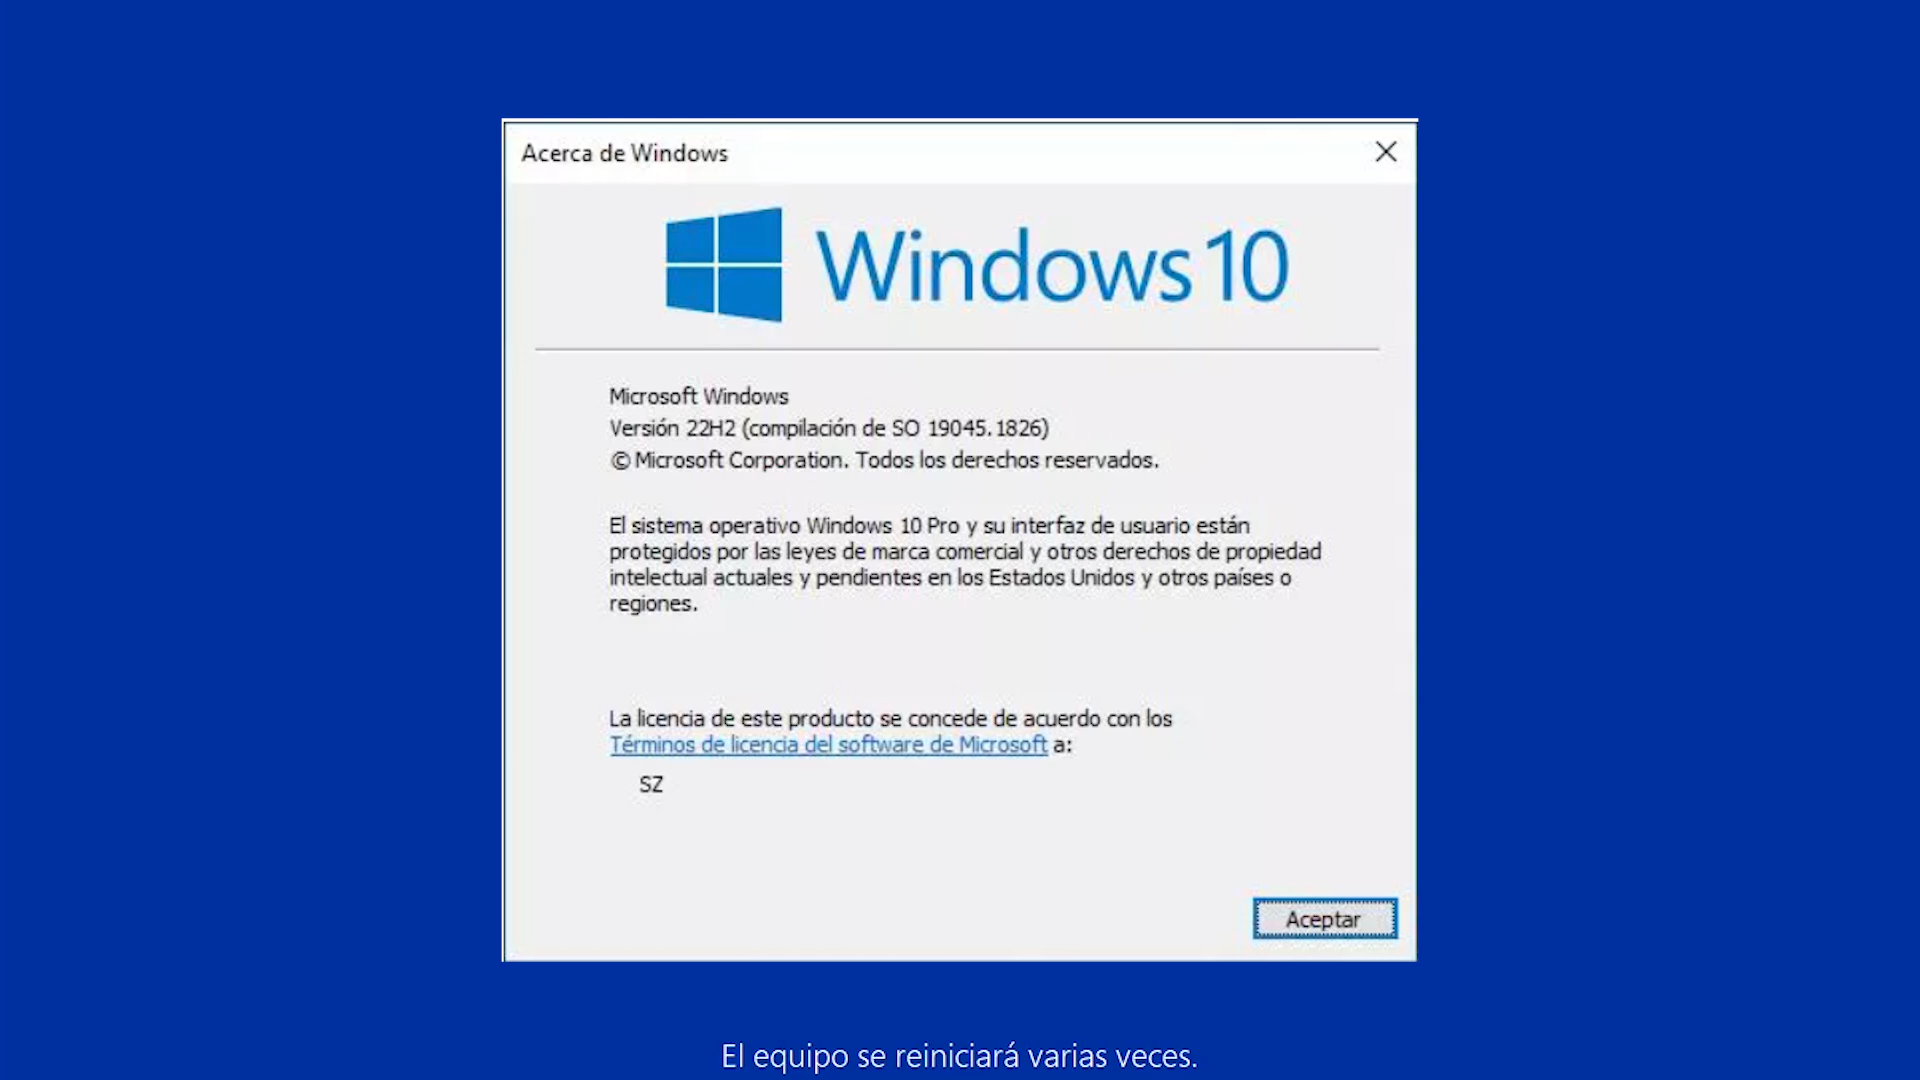 Acerca de Windows
Windows 10
Microsoft Windows
Versión 22H2 (compilación de SO 19045.1826)
© Microsoft Corporation. Todos los derechos reservados.
El sistema operativo Windows 10 Pro y su interfaz de usuario están
protegidos por las leyes de marca comercial y otros derechos de propiedad
intelectual actuales y pendientes en los Estados Unidos y otros países o
regiones.
La licencia de este producto se concede de acuerdo con los
Términos de licencia del software de Microsoft a:
SZ
Aceptar
El equipo se reiniciará varias veces.